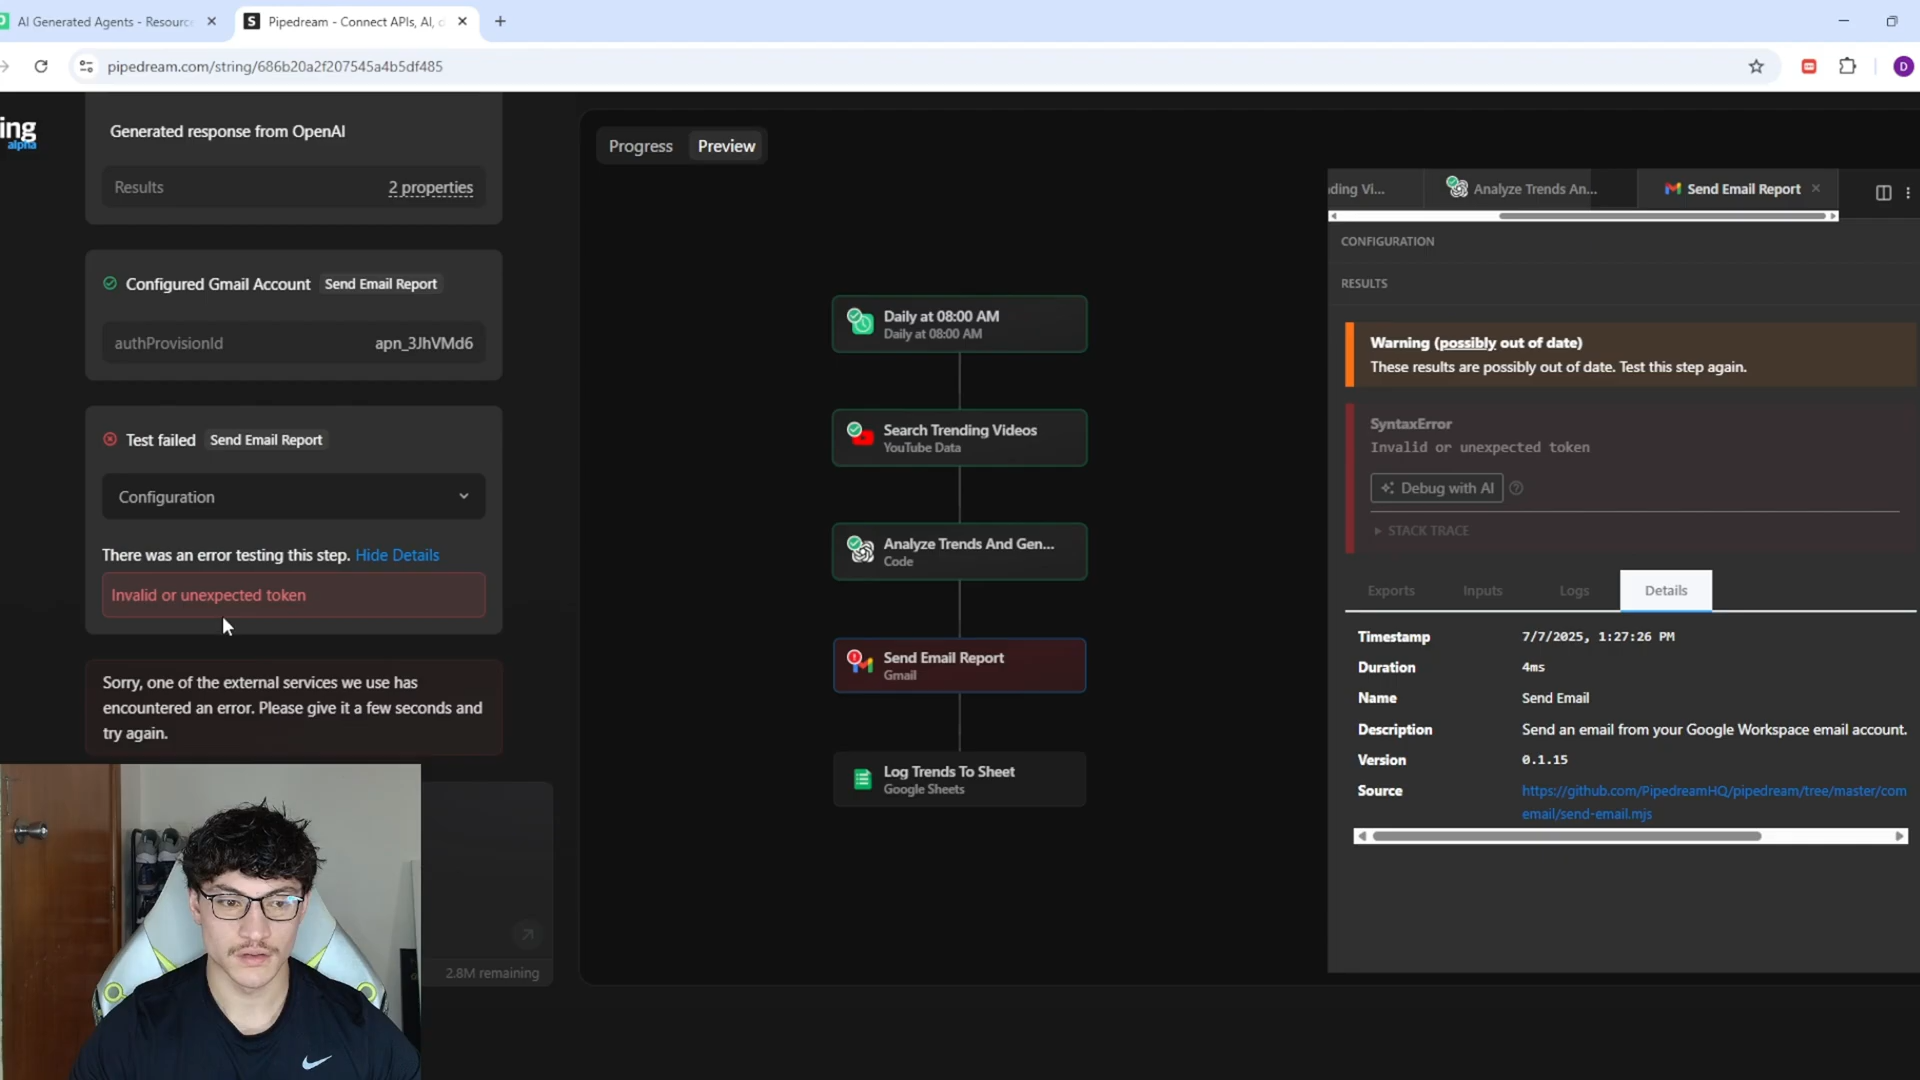 AI Generated Agents - Resourc
Pipedream - Connect APIs, AI, d
pipedream.com/string/686b20a2f207545a4b5df485
D
ing
alpha
Generated response from OpenAI
Results 2 properties
Configured Gmail Account Send Email Report
authProvisionId apn_3JhVMd6
Test failed Send Email Report
Configuration
There was an error testing this step. Hide Details
Invalid or unexpected token
Sorry, one of the external services we use has
encountered an error. Please give it a few seconds and
try again.
2.8M remaining
Progress Preview
Daily at 08:00 AM
Daily at 08:00 AM
Search Trending Videos
YouTube Data
Analyze Trends And Gen...
Code
Send Email Report
Gmail
Log Trends To Sheet
Google Sheets
ding Vi... Analyze Trends An... Send Email Report
CONFIGURATION
RESULTS
Warning (possibly out of date)
These results are possibly out of date. Test this step again.
SyntaxError
Invalid or unexpected token
Debug with AI
STACK TRACE
Exports Inputs Logs Details
Timestamp 7/7/2025, 1:27:26 PM
Duration 4ms
Name Send Email
Description Send an email from your Google Workspace email account.
Version 0.1.15
Source https://github.com/PipedreamHQ/pipedream/tree/master/com
email/send-email.mjs